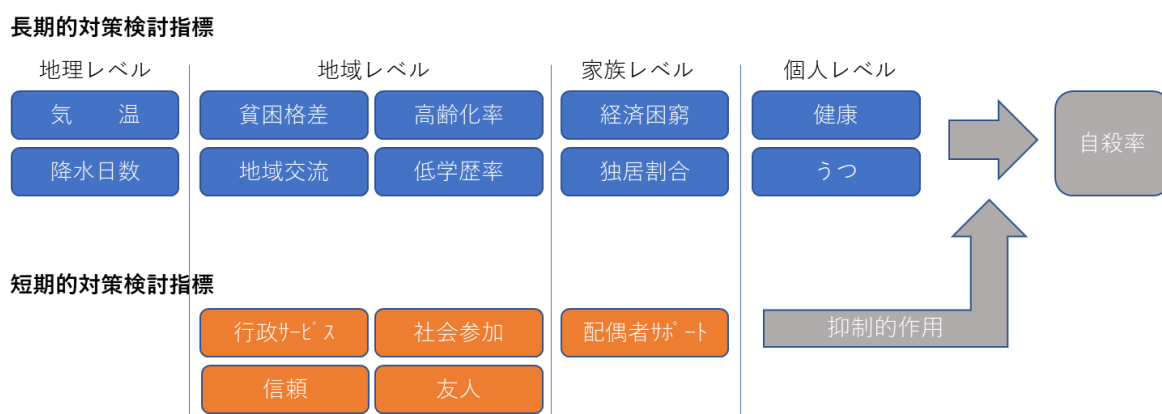 長期的対策検討指標
地理レベル 地域レベル 家族レベル 個人レベル
気　　温 貧困格差 高齢化率 経済困窮 健康
自殺率
降水日数 地域交流 低学歴率 独居割合 うつ
短期的対策検討指標
行政ｻｰﾋﾞｽ 社会参加 配偶者ｻﾎﾟｰﾄ 抑制的作用
信頼 友人